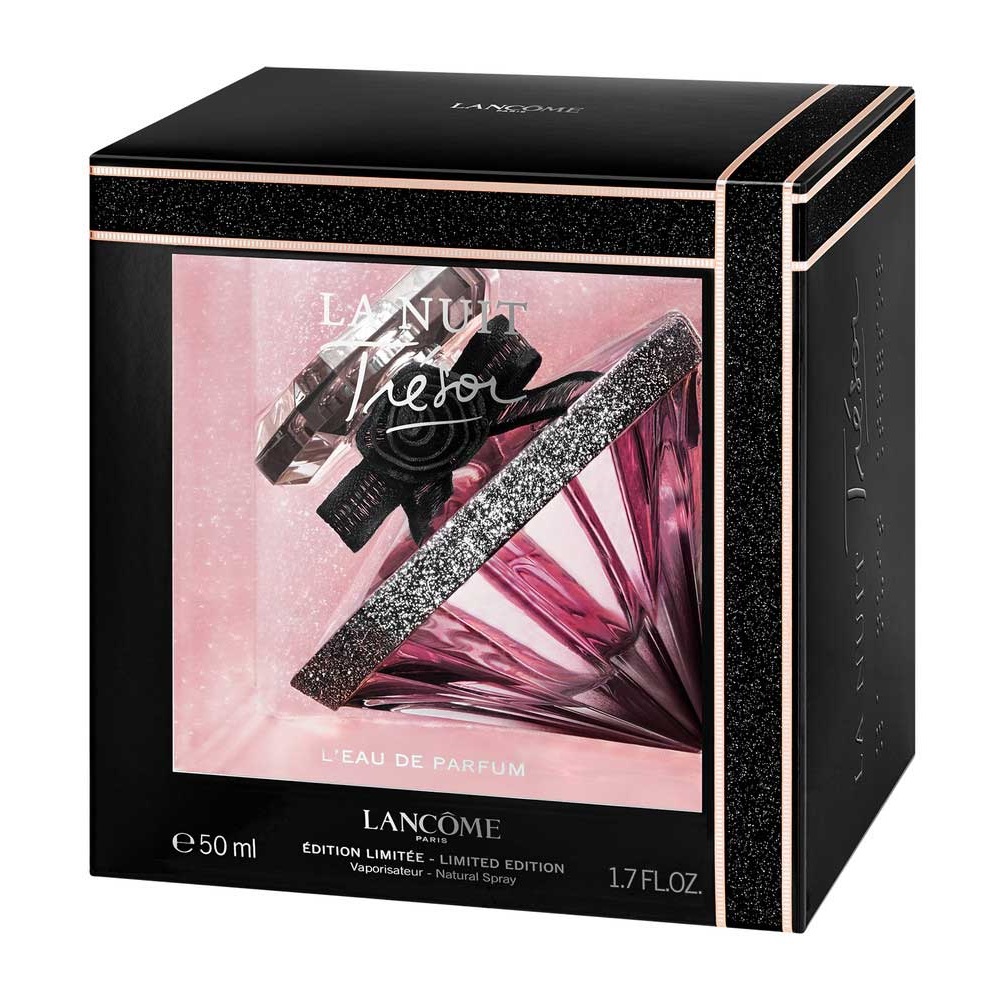 LANCÔME
PARIS
LA NUIT
Trésor
L'EAU DE PARFUM
LANCÔME
PARIS
℮ 50 ml
ÉDITION LIMITÉE - LIMITED EDITION
Vaporisateur - Natural Spray
1.7 FL.OZ.
LA NUIT Trésor